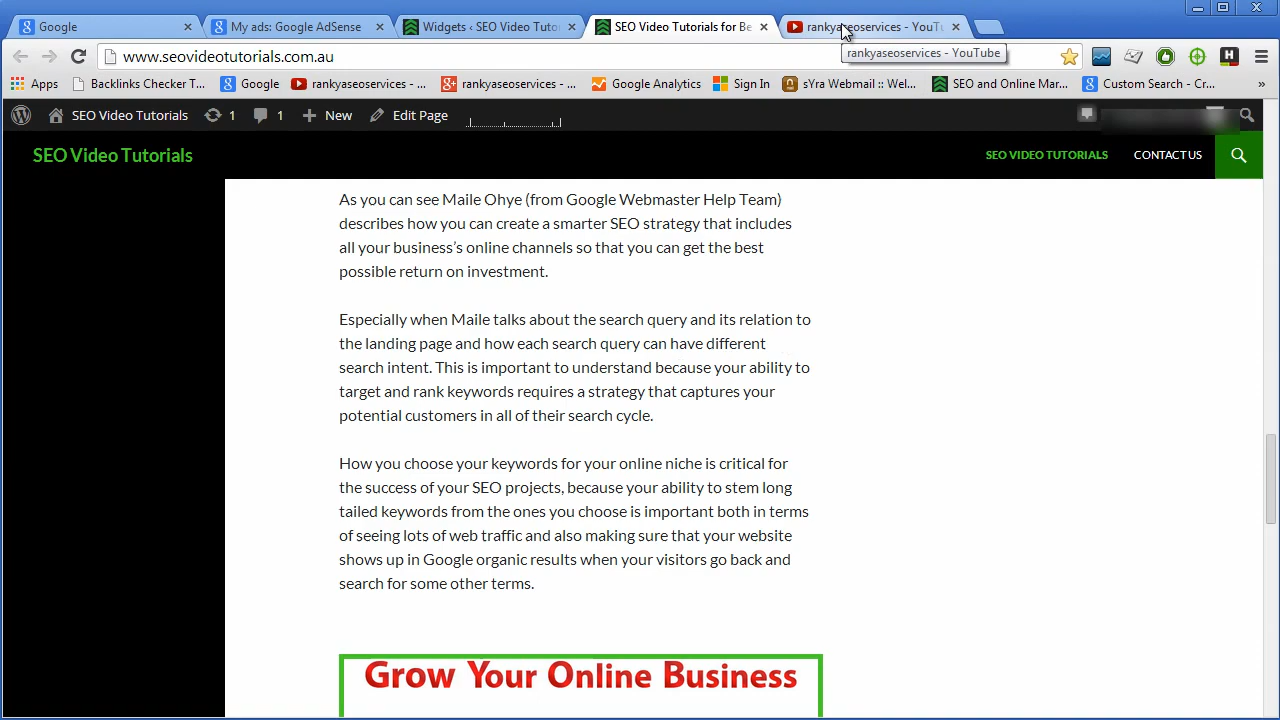 Google
My ads: Google AdSense
Widgets ‹ SEO Video Tutor
SEO Video Tutorials for Be
rankyaseoservices - YouTu
www.seovideotutorials.com.au
rankyaseoservices - YouTube
Apps
Backlinks Checker T...
Google
rankyaseoservices - ...
rankyaseoservices - ...
Google Analytics
Sign In
sYra Webmail :: Wel...
SEO and Online Mar...
Custom Search - Cr...
»
SEO Video Tutorials
1
1
New
Edit Page
SEO Video Tutorials
SEO VIDEO TUTORIALS
CONTACT US
As you can see Maile Ohye (from Google Webmaster Help Team)
describes how you can create a smarter SEO strategy that includes
all your business’s online channels so that you can get the best
possible return on investment.
Especially when Maile talks about the search query and its relation to
the landing page and how each search query can have different
search intent. This is important to understand because your ability to
target and rank keywords requires a strategy that captures your
potential customers in all of their search cycle.
How you choose your keywords for your online niche is critical for
the success of your SEO projects, because your ability to stem long
tailed keywords from the ones you choose is important both in terms
of seeing lots of web traffic and also making sure that your website
shows up in Google organic results when your visitors go back and
search for some other terms.
Grow Your Online Business